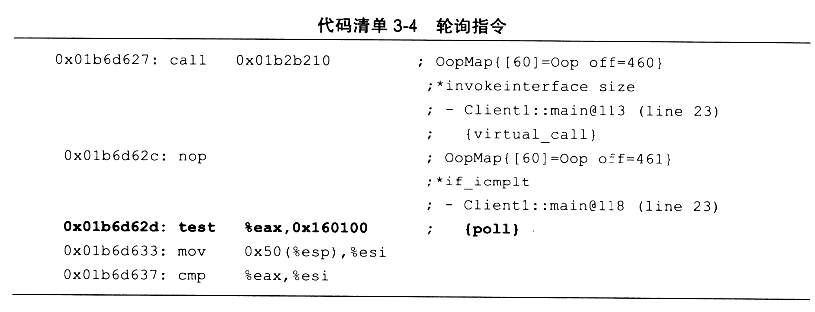 代码清单 3-4 轮询指令
0x01b6d627: call 0x01b2b210 ; OopMap{[60]=Oop off=460}
;*invokeinterface size
; - Client1::main@113 (line 23)
; {virtual_call}
0x01b6d62c: nop ; OopMap{[60]=Oop off=461}
;*if_icmplt
; - Client1::main@118 (line 23)
0x01b6d62d: test %eax,0x160100 ; {poll}
0x01b6d633: mov 0x50(%esp),%esi
0x01b6d637: cmp %eax,%esi